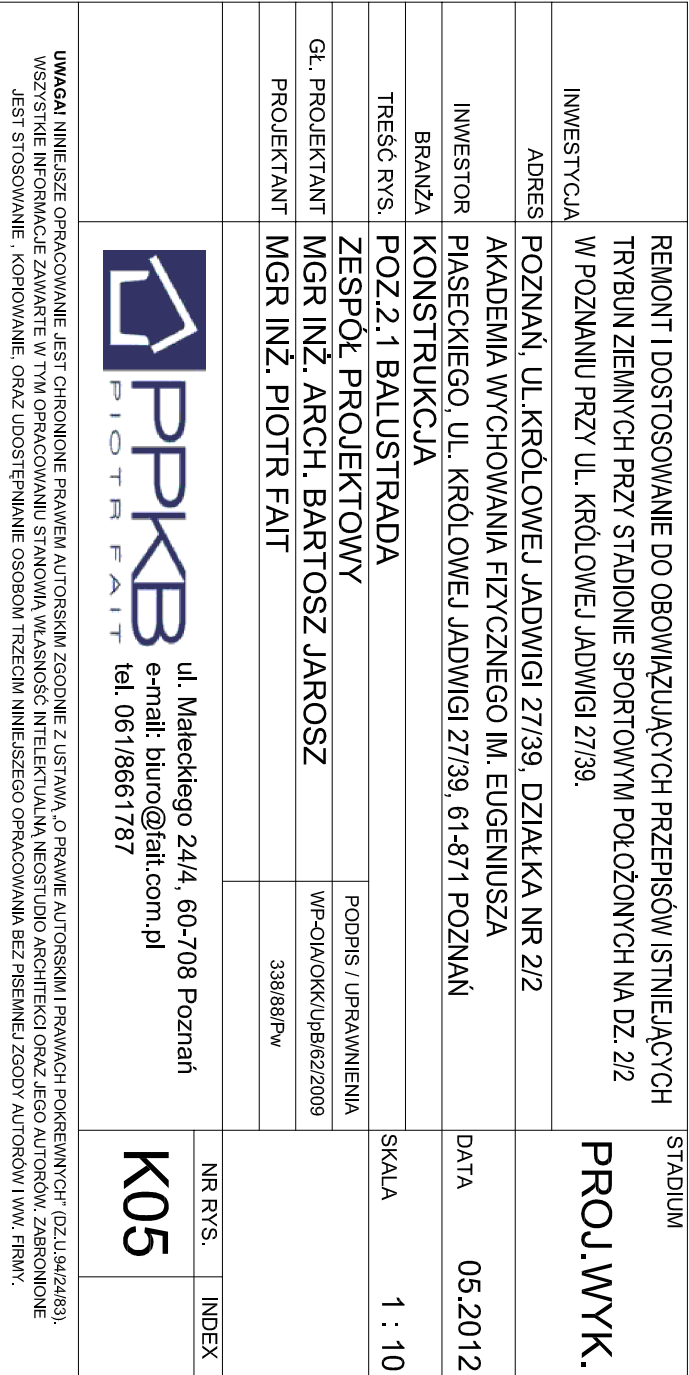 INWESTYCJA
REMONT I DOSTOSOWANIE DO OBOWIĄZUJĄCYCH PRZEPISÓW ISTNIEJĄCYCH
TRYBUN ZIEMNYCH PRZY STADIONIE SPORTOWYM POŁOŻONYCH NA DZ. 2/2
W POZNANIU PRZY UL. KRÓLOWEJ JADWIGI 27/39.
STADIUM
PROJ.WYK.
ADRES POZNAŃ, UL.KRÓLOWEJ JADWIGI 27/39, DZIAŁKA NR 2/2
INWESTOR
AKADEMIA WYCHOWANIA FIZYCZNEGO IM. EUGENIUSZA
PIASECKIEGO, UL. KRÓLOWEJ JADWIGI 27/39, 61-871 POZNAŃ
DATA 05.2012
BRANŻA KONSTRUKCJA
TREŚĆ RYS. POZ.2.1 BALUSTRADA
SKALA 1 : 10
ZESPÓŁ PROJEKTOWY PODPIS / UPRAWNIENIA
GŁ. PROJEKTANT MGR INŻ. ARCH. BARTOSZ JAROSZ WP-OIA/OKK/UpB/62/2009
PROJEKTANT MGR INŻ. PIOTR FAIT 338/88/Pw
PPKB
PIOTR FAIT
ul. Małeckiego 24/4, 60-708 Poznań
e-mail: biuro@fait.com.pl
tel. 061/8661787
NR RYS. INDEX
K05
UWAGA! NINIEJSZE OPRACOWANIE JEST CHRONIONE PRAWEM AUTORSKIM ZGODNIE Z USTAWĄ „O PRAWIE AUTORSKIM I PRAWACH POKREWNYCH" (DZ.U.94/24/83).
WSZYSTKIE INFORMACJE ZAWARTE W TYM OPRACOWANIU STANOWIĄ WŁASNOŚĆ INTELEKTUALNĄ NEOSTUDIO ARCHITEKCI ORAZ JEGO AUTORÓW. ZABRONIONE
JEST STOSOWANIE , KOPIOWANIE, ORAZ UDOSTĘPNIANIE OSOBOM TRZECIM NINIEJSZEGO OPRACOWANIA BEZ PISEMNEJ ZGODY AUTORÓW I WW. FIRMY.